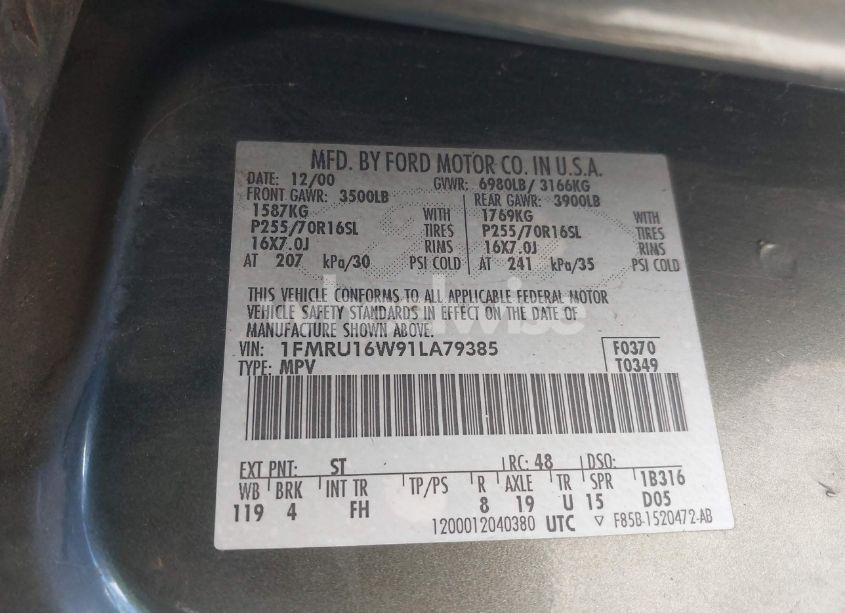 MFD. BY FORD MOTOR CO. IN U.S.A.
DATE: 12/00 GVWR: 6980LB/ 3166KG
FRONT GAWR: 3500LB REAR GAWR: 3900LB
1587KG WITH 1769KG WITH
P255/70R16SL TIRES P255/70R16SL TIRES
16X7.0J RIMS 16X7.0J RIMS
AT 207 kPa/30 PSI COLD AT 241 kPa/35 PSI COLD
THIS VEHICLE CONFORMS TO ALL APPLICABLE FEDERAL MOTOR
VEHICLE SAFETY STANDARDS IN EFFECT ON THE DATE OF
MANUFACTURE SHOWN ABOVE.
VIN: 1FMRU16W91LA79385 F0370
TYPE: MPV T0349
EXT PNT: ST RC: 48 DSO:
WB BRK INT TR TP/PS R AXLE TR SPR 1B316
119 4 FH 8 19 U 15 D05
1200012040380 UTC ▽ F85B-1520472-AB